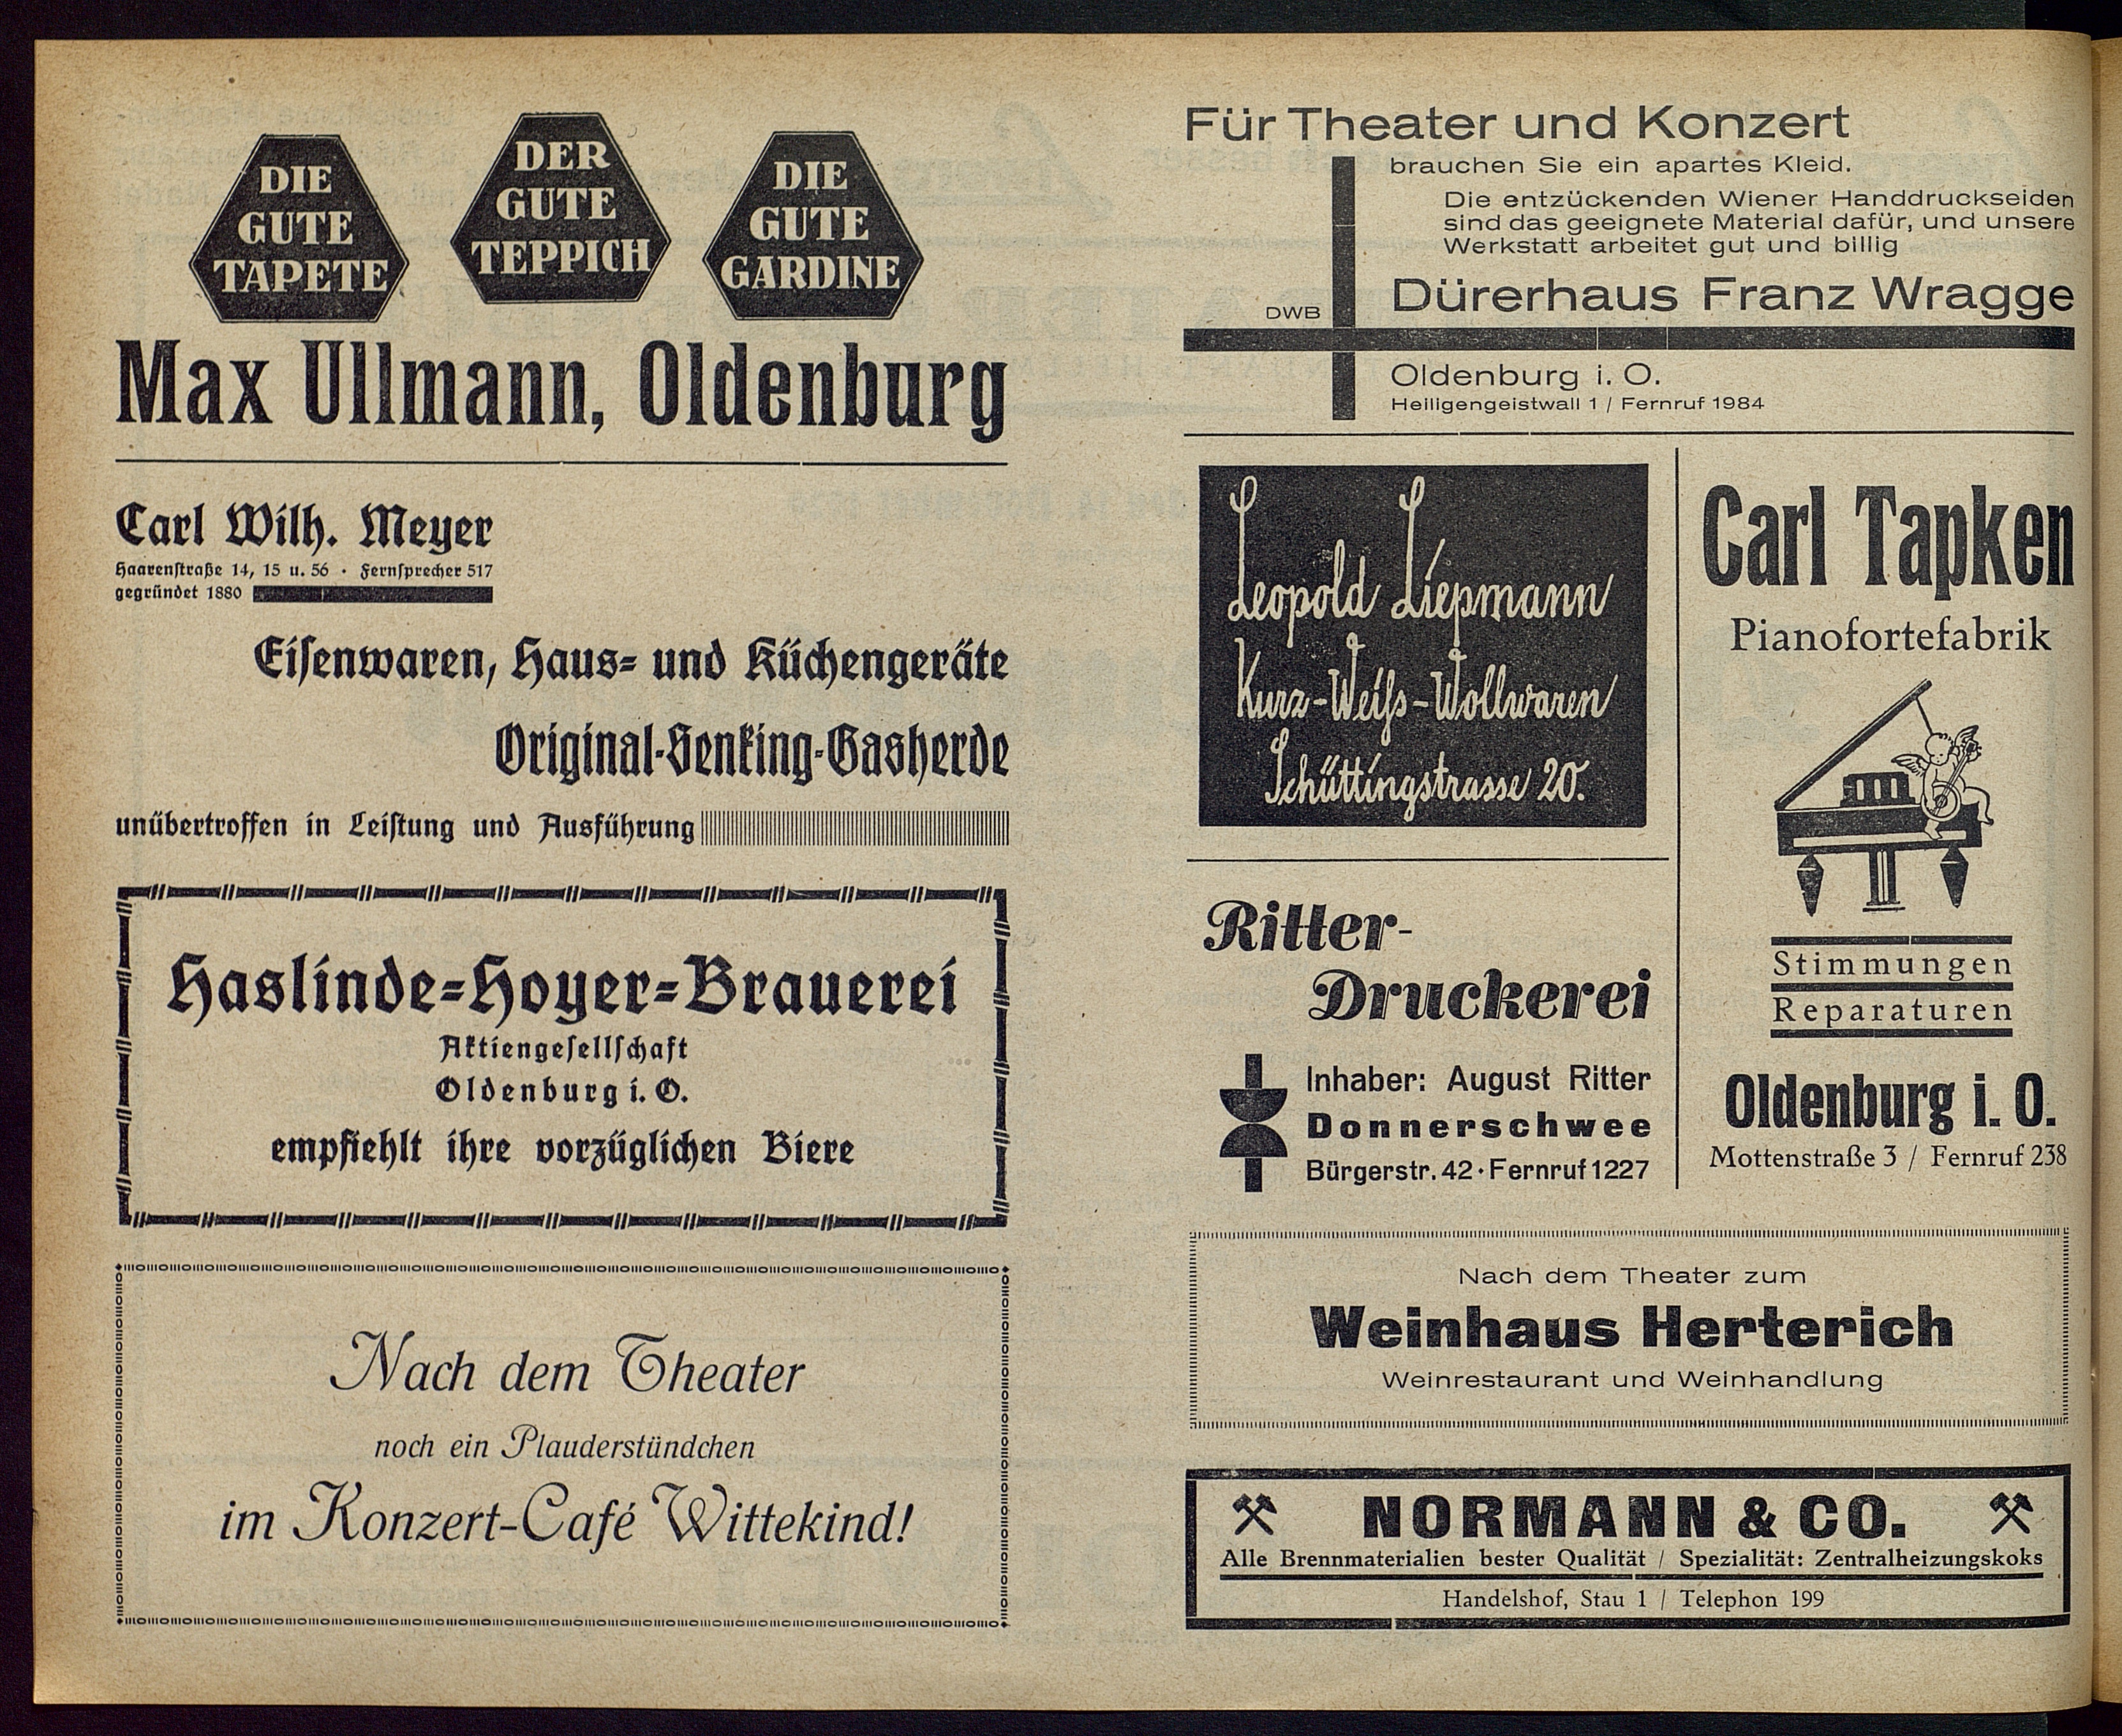 DIE
GUTE
TAPETE
DER
GUTE
TEPPICH
DIE
GUTE
GARDINE
Max Ullmann, Oldenburg
Carl Wilh. Meyer
Haarenstraße 14, 15 u. 56 · Fernsprecher 517
gegründet 1880
Eisenwaren, Haus- und Küchengeräte
Original-Senking-Gasherde
unübertroffen in Leistung und Ausführung
Haslinde-Hoyer-Brauerei
Aktiengesellschaft
Oldenburg i. O.
empfiehlt ihre vorzüglichen Biere
Nach dem Theater
noch ein Plauderstündchen
im Konzert-Café Wittekind!
Für Theater und Konzert
brauchen Sie ein apartes Kleid.
Die entzückenden Wiener Handdruckseiden
sind das geeignete Material dafür, und unsere
Werkstatt arbeitet gut und billig
DWB
Dürerhaus Franz Wragge
Oldenburg i. O.
Heiligengeistwall 1 / Fernruf 1984
Leopold Liepmann
Kurz-Weiſs-Wollwaren
Schüttingstrasse 20.
Ritter-
Druckerei
Inhaber: August Ritter
Donnerschwee
Bürgerstr. 42 · Fernruf 1227
Carl Tapken
Pianofortefabrik
Stimmungen
Reparaturen
Oldenburg i. O.
Mottenstraße 3 / Fernruf 238
Nach dem Theater zum
Weinhaus Herterich
Weinrestaurant und Weinhandlung
NORMANN & CO.
Alle Brennmaterialien bester Qualität / Spezialität: Zentralheizungskoks
Handelshof, Stau 1 / Telephon 199